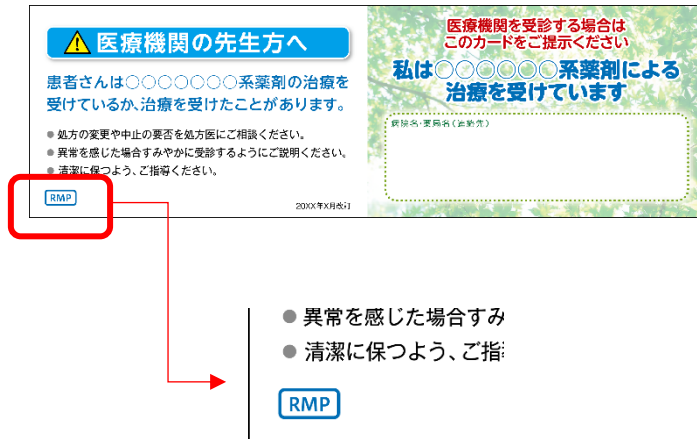 医療機関の先生方へ
患者さんは○○○○○○○系薬剤の治療を
受けているか、治療を受けたことがあります。
● 処方の変更や中止の要否を処方医にご相談ください。
● 異常を感じた場合すみやかに受診するようにご説明ください。
● 清潔に保つよう、ご指導ください。
RMP
20XX年X月改訂
医療機関を受診する場合は
このカードをご提示ください
私は○○○○○○系薬剤による
治療を受けています
病院名・薬局名(連絡先)
● 異常を感じた場合すみ
● 清潔に保つよう、ご指
RMP